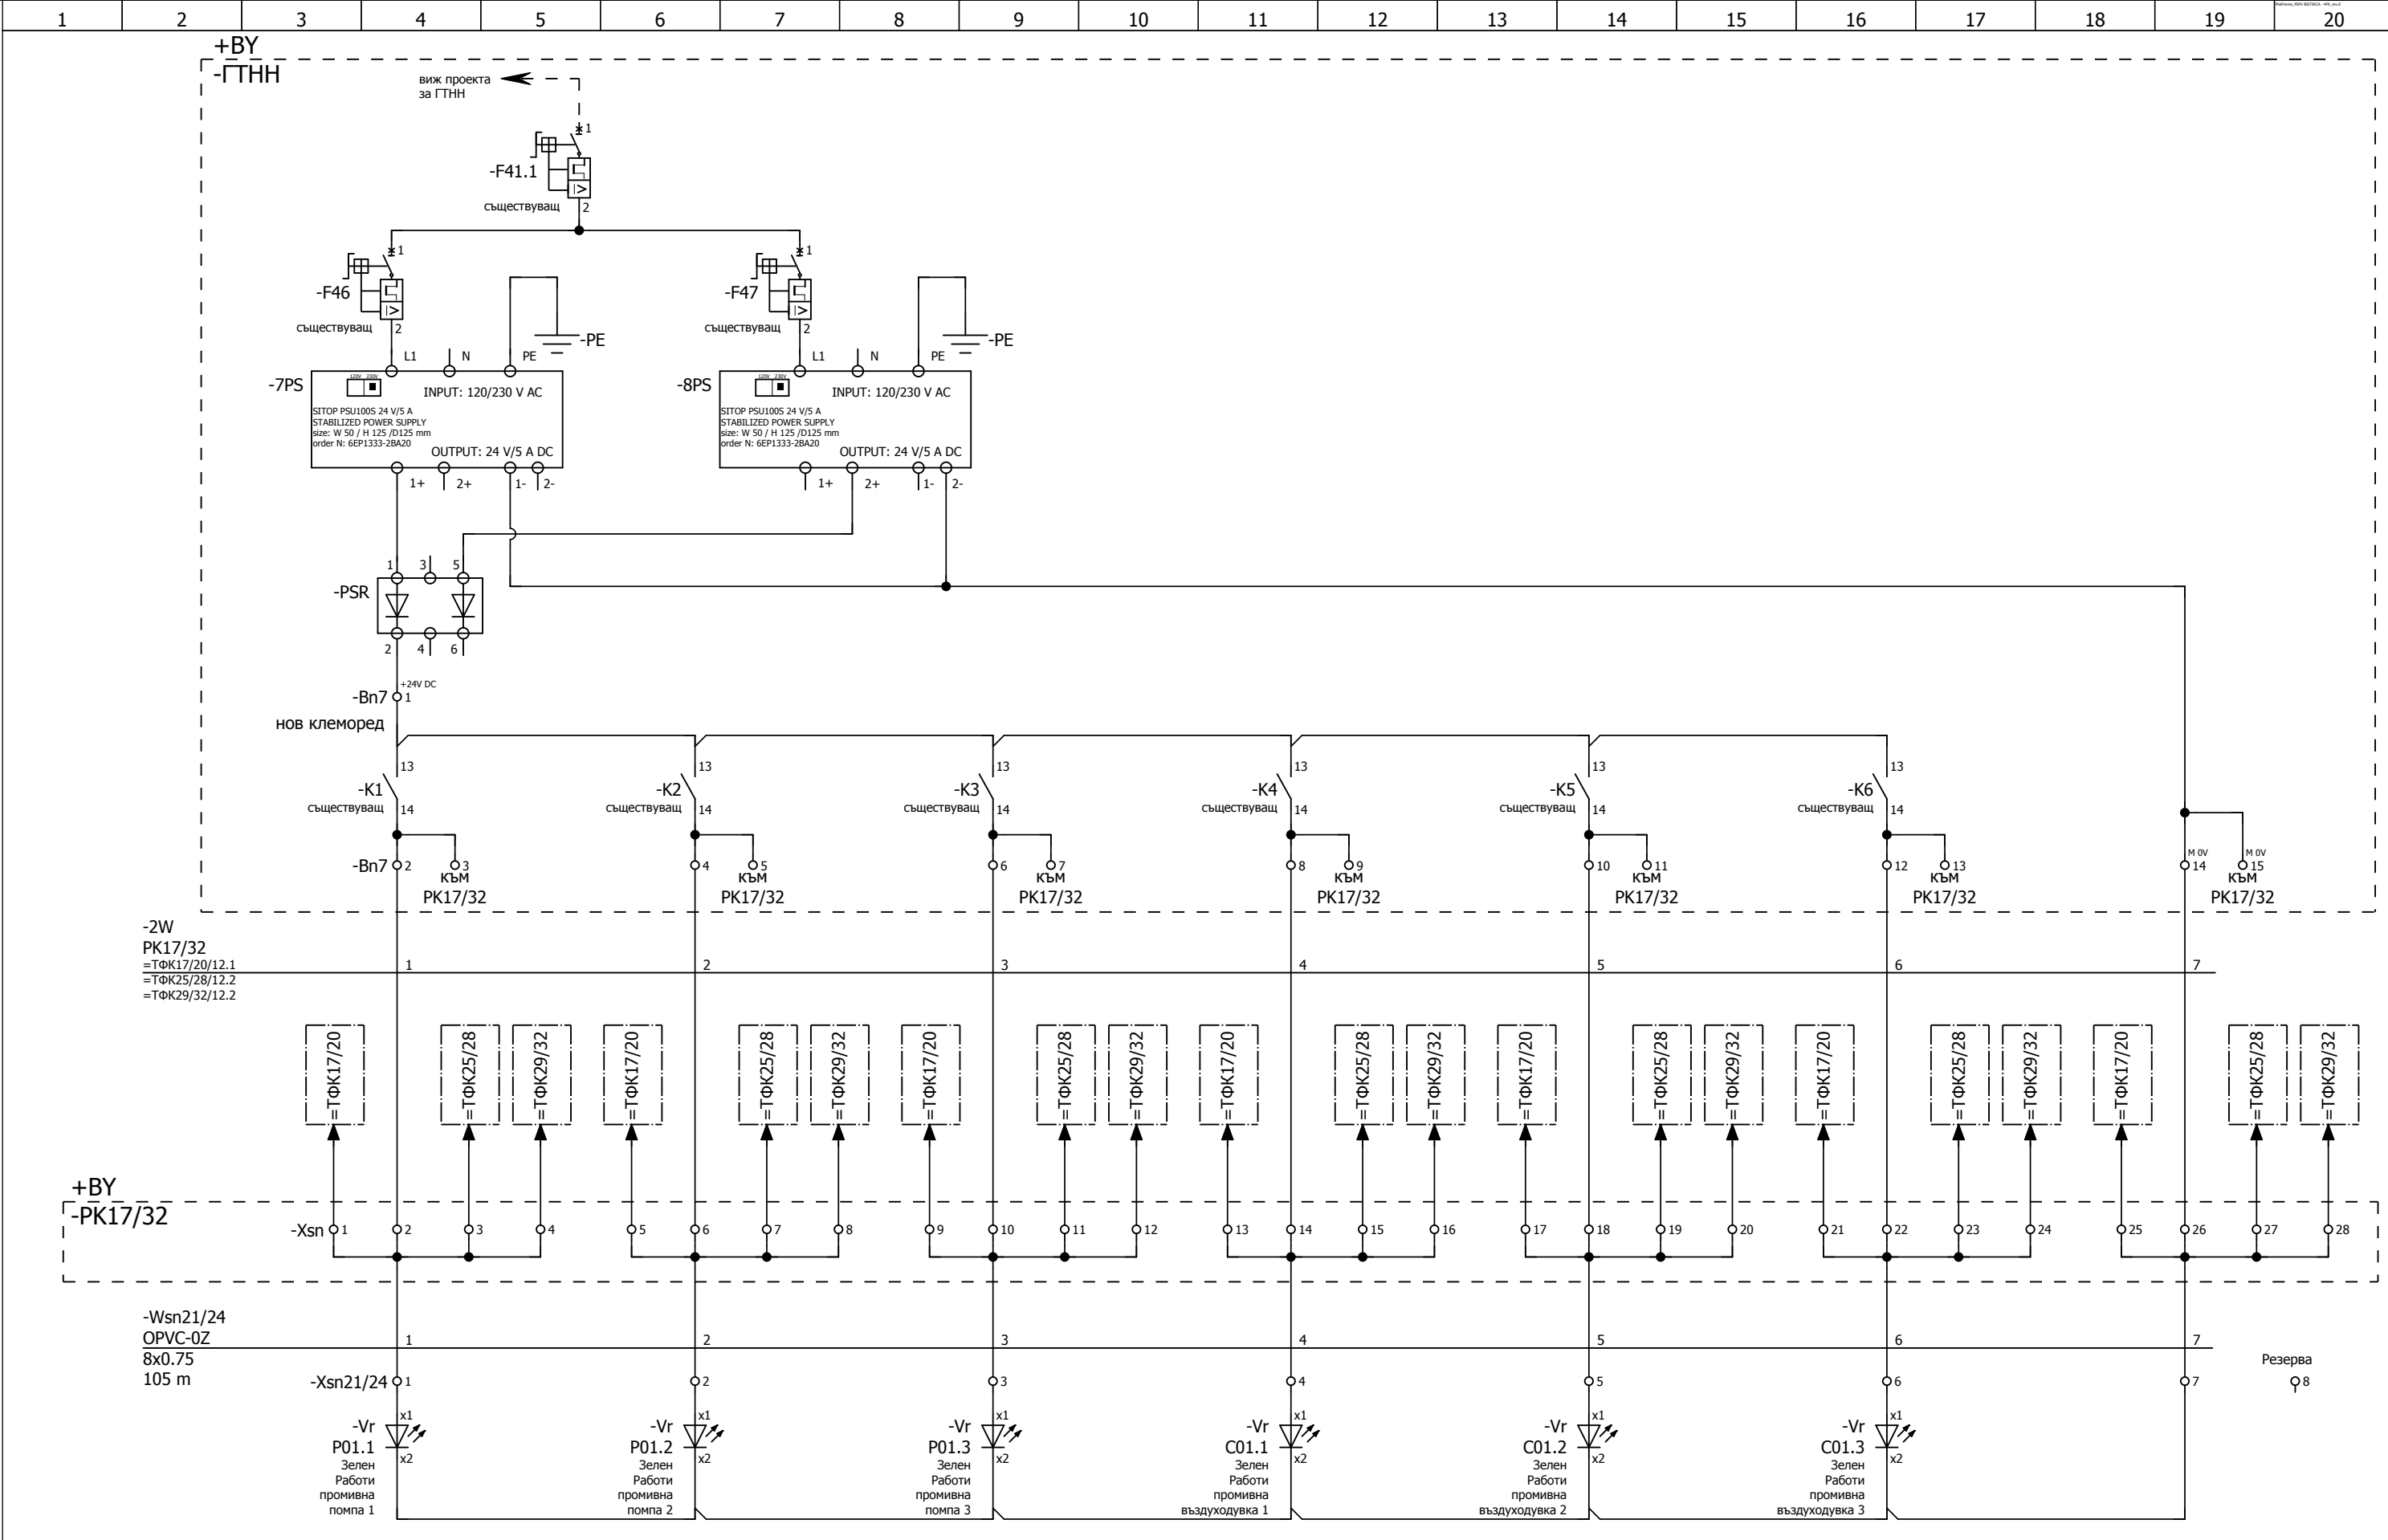 1 2 3 4 5 6 7 8 9 10 11 12 13 14 15 16 17 18 19 20
+BY
-ГТНН
виж проекта
за ГТНН
1
-F41.1
съществуващ
2
1
-F46
съществуващ
2
1
-F47
съществуващ
2
-PE
-PE
L1 N PE
L1 N PE
-7PS
120V 230V
INPUT: 120/230 V AC
SITOP PSU100S 24 V/5 A
STABILIZED POWER SUPPLY
size: W 50 / H 125 /D125 mm
order N: 6EP1333-2BA20
OUTPUT: 24 V/5 A DC
1+ 2+ 1- 2-
-8PS
120V 230V
INPUT: 120/230 V AC
SITOP PSU100S 24 V/5 A
STABILIZED POWER SUPPLY
size: W 50 / H 125 /D125 mm
order N: 6EP1333-2BA20
OUTPUT: 24 V/5 A DC
1+ 2+ 1- 2-
1 3 5
-PSR
2 4 6
+24V DC
-Bn7 1
нов клеморед
13 13 13 13 13 13
-K1 -K2 -K3 -K4 -K5 -K6
съществуващ съществуващ съществуващ съществуващ съществуващ съществуващ
14 14 14 14 14 14
M 0V M 0V
-Bn7 2 3 4 5 6 7 8 9 10 11 12 13 14 15
към към към към към към към
РК17/32 РК17/32 РК17/32 РК17/32 РК17/32 РК17/32 РК17/32
-2W
РК17/32
=ТФК17/20/12.1
=ТФК25/28/12.2
=ТФК29/32/12.2
1 2 3 4 5 6 7
=ТФК17/20 =ТФК25/28 =ТФК29/32 =ТФК17/20 =ТФК25/28 =ТФК29/32 =ТФК17/20 =ТФК25/28 =ТФК29/32 =ТФК17/20 =ТФК25/28 =ТФК29/32 =ТФК17/20 =ТФК25/28 =ТФК29/32 =ТФК17/20 =ТФК25/28 =ТФК29/32 =ТФК17/20 =ТФК25/28 =ТФК29/32
+BY
-РК17/32
-Xsn 1 2 3 4 5 6 7 8 9 10 11 12 13 14 15 16 17 18 19 20 21 22 23 24 25 26 27 28
-Wsn21/24
OPVC-0Z
8x0.75
105 m
1 2 3 4 5 6 7
Резерва
-Xsn21/24 1 2 3 4 5 6 7 8
x1 x1 x1 x1 x1 x1
-Vr -Vr -Vr -Vr -Vr -Vr
P01.1 P01.2 P01.3 C01.1 C01.2 C01.3
x2 x2 x2 x2 x2 x2
Зелен Зелен Зелен Зелен Зелен Зелен
Работи Работи Работи Работи Работи Работи
промивна промивна промивна промивна промивна промивна
помпа 1 помпа 2 помпа 3 въздуходувка 1 въздуходувка 2 въздуходувка 3